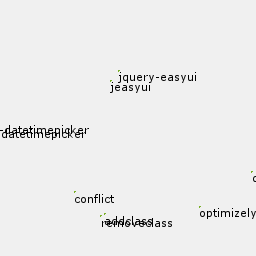 jquery-easyui
jeasyui
-datetimepicker
datetimepicker
conflict
optimizely
addclass
removeclass